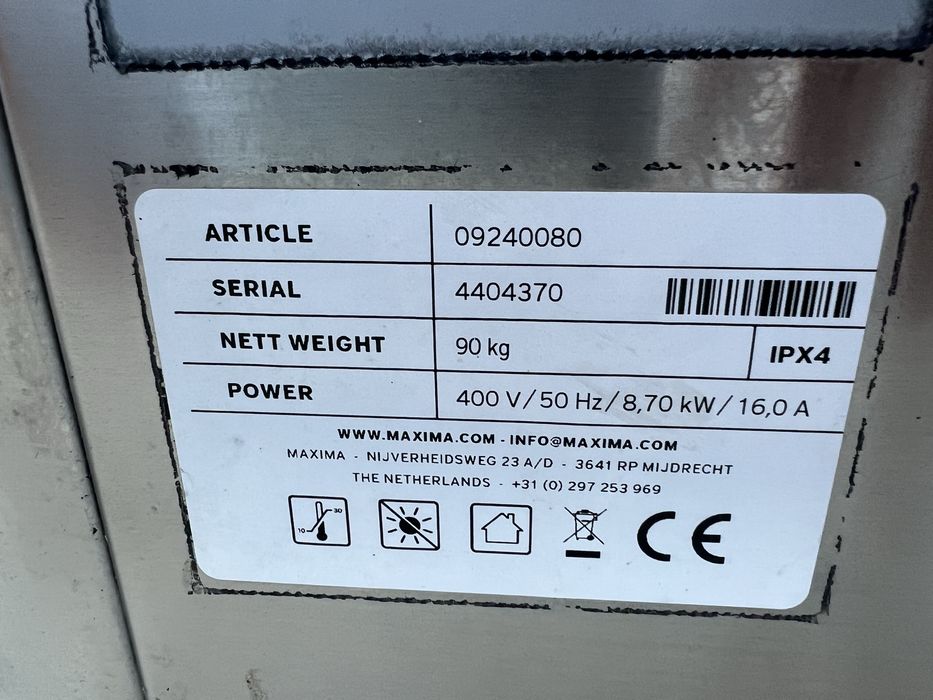 ARTICLE 09240080
SERIAL 4404370
NETT WEIGHT 90 kg IPX4
POWER 400 V/50 Hz/8,70 kW/16,0 A
WWW.MAXIMA.COM - INFO@MAXIMA.COM
MAXIMA - NIJVERHEIDSWEG 23 A/D - 3641 RP MIJDRECHT
THE NETHERLANDS - +31 (0) 297 253 969
10 30
CE